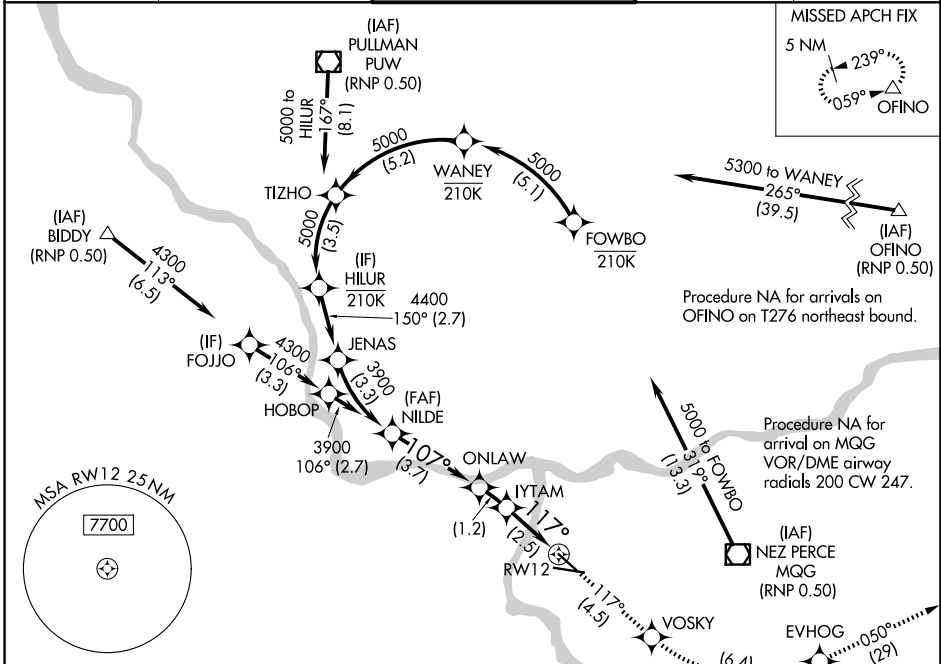 MISSED APCH FIX
5 NM
239°
059°
OFINO
(IAF)
PULLMAN
PUW
(RNP 0.50)
5000 to
HILUR
167°
(8.1)
5000
(5.2)
WANEY
210K
5000
(5.1)
FOWBO
210K
5300 to WANEY
265°
(39.5)
(IAF)
OFINO
(RNP 0.50)
Procedure NA for arrivals on
OFINO on T276 northeast bound.
TIZHO
5000
(3.5)
(IAF)
BIDDY
(RNP 0.50)
4300
113°
(6.5)
(IF)
HILUR
210K
4400
150° (2.7)
(IF)
FOJJO
4300
106°
(3.3)
JENAS
3900
(3.3)
HOBOP
3900
106° (2.7)
(FAF)
NILDE
107°
(3.7)
ONLAW
(1.2)
IYTAM
117°
(2.5)
RW12
5000 to FOWBO
319°
(13.3)
Procedure NA for
arrival on MQG
VOR/DME airway
radials 200 CW 247.
(IAF)
NEZ PERCE
MQG
(RNP 0.50)
MSA RW12 25 NM
7700
117°
(4.5)
VOSKY
(6.4)
EVHOG
050°
(29)